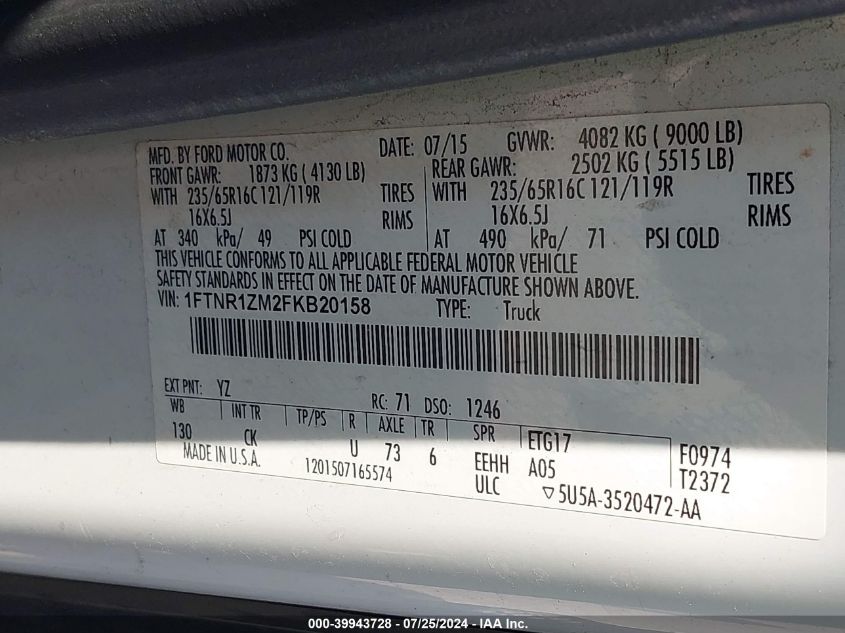 MFD. BY FORD MOTOR CO. DATE: 07/15 GVWR: 4082 KG ( 9000 LB)
FRONT GAWR: 1873 KG ( 4130 LB) REAR GAWR: 2502 KG ( 5515 LB)
WITH 235/65R16C 121/119R TIRES WITH 235/65R16C 121/119R TIRES
16X6.5J RIMS 16X6.5J RIMS
AT 340 kPa/ 49 PSI COLD AT 490 kPa/ 71 PSI COLD
THIS VEHICLE CONFORMS TO ALL APPLICABLE FEDERAL MOTOR VEHICLE
SAFETY STANDARDS IN EFFECT ON THE DATE OF MANUFACTURE SHOWN ABOVE.
VIN: 1FTNR1ZM2FKB20158 TYPE: Truck
EXT PNT: YZ RC: 71 DSO: 1246
WB INT TR TP/PS R AXLE TR SPR ETG17 F0974
130 CK U 73 6 EEHH A05 T2372
MADE IN U.S.A. 1201507165574 ULC ▽5U5A-3520472-AA
000-39943728 - 07/25/2024 - IAA Inc.